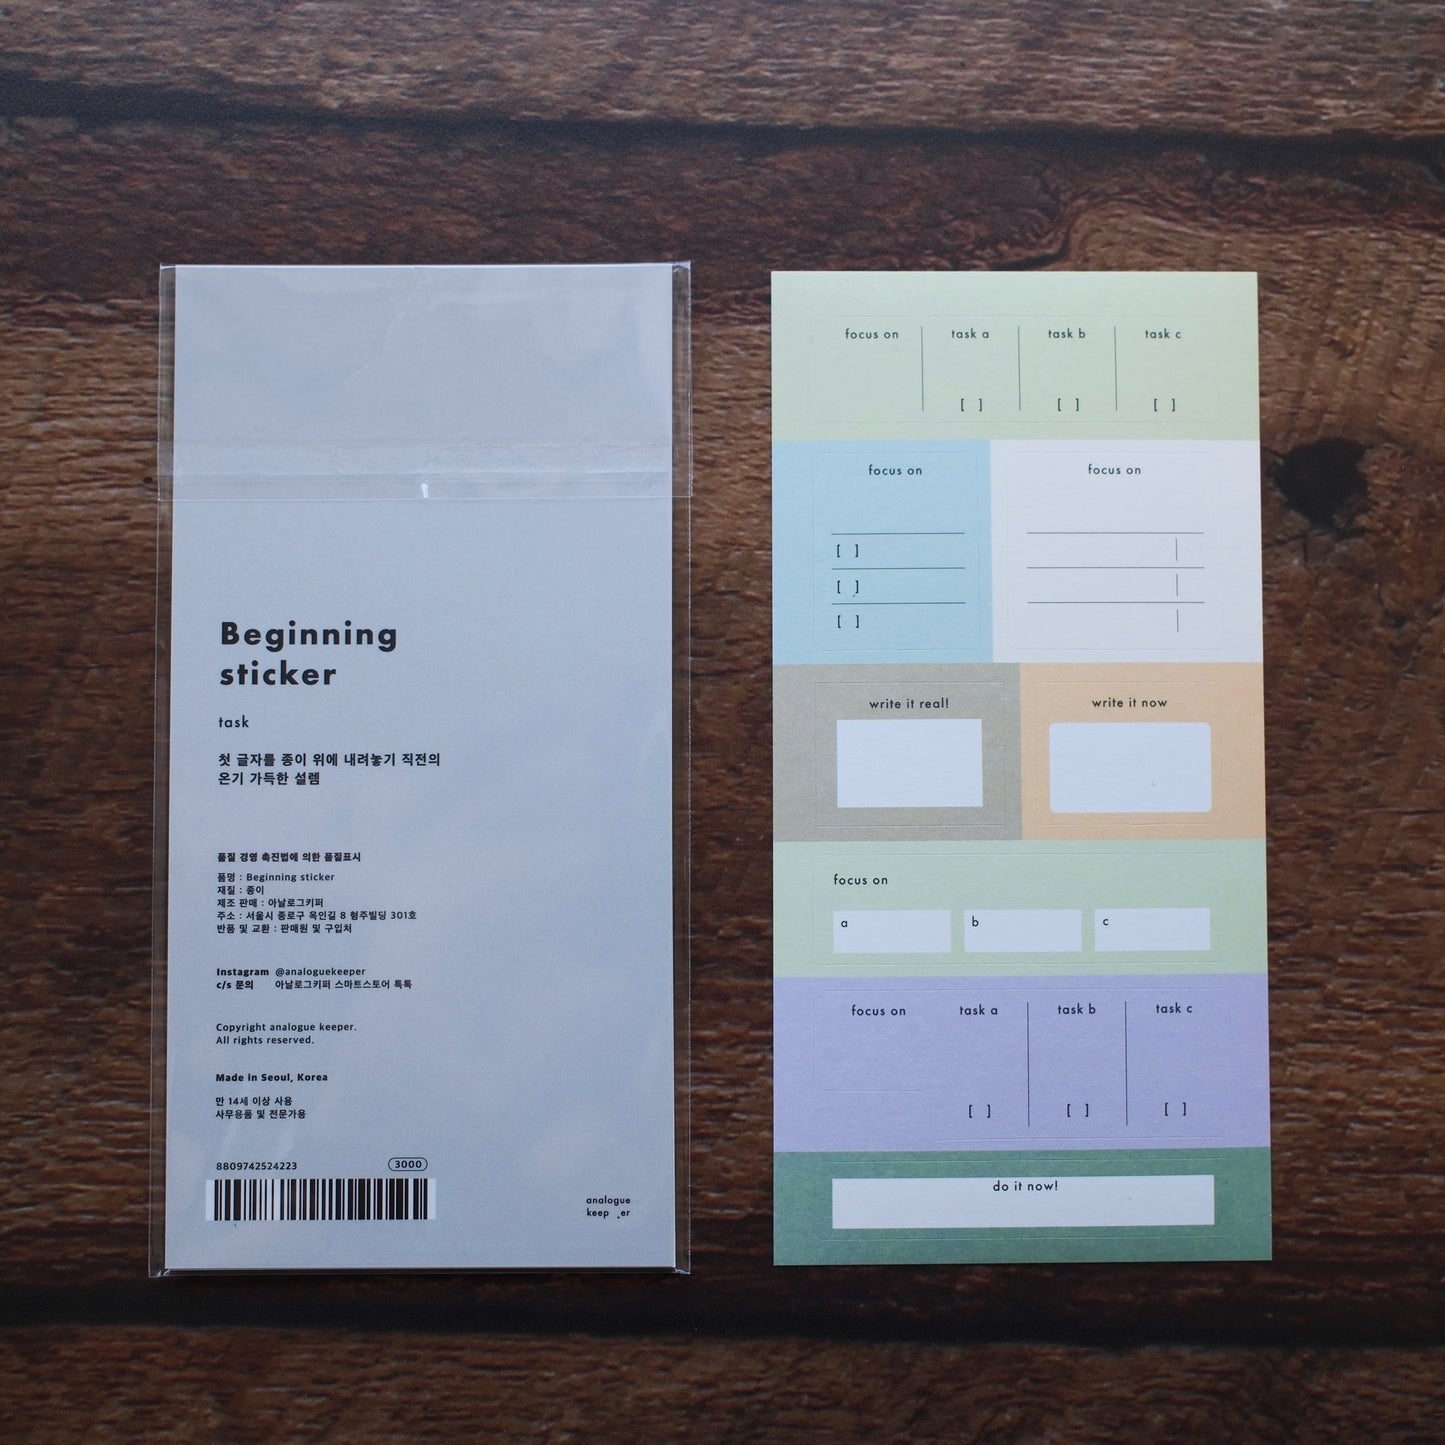 Beginning
sticker
task
첫 글자를 종이 위에 내려놓기 직전의
온기 가득한 설렘
품질 경영 촉진법에 의한 품질표시
품명 : Beginning sticker
재질 : 종이
제조 판매 : 아날로그키퍼
주소 : 서울시 종로구 옥인길 8 형주빌딩 301호
반품 및 교환 : 판매원 및 구입처
Instagram @analoguekeeper
c/s 문의 아날로그키퍼 스마트스토어 톡톡
Copyright analogue keeper.
All rights reserved.
Made in Seoul, Korea
만 14세 이상 사용
사무용품 및 전문가용
8809742524223 3000
analogue
keep .er
focus on task a task b task c
[ ] [ ] [ ]
focus on focus on
[ ]
[ ]
[ ]
write it real! write it now
focus on
a b c
focus on task a task b task c
[ ] [ ] [ ]
do it now!